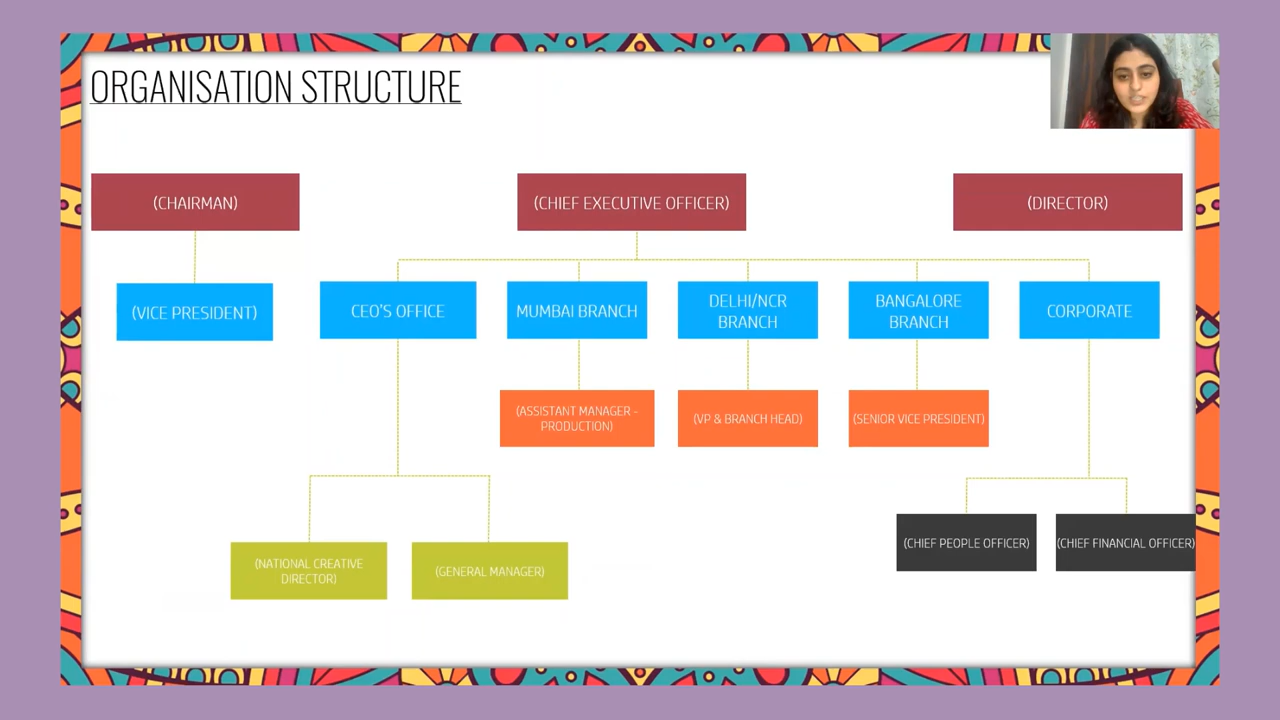 ORGANISATION STRUCTURE
(CHAIRMAN)
(CHIEF EXECUTIVE OFFICER)
(DIRECTOR)
(VICE PRESIDENT)
CEO'S OFFICE
MUMBAI BRANCH
DELHI/NCR
BRANCH
BANGALORE
BRANCH
CORPORATE
(ASSISTANT MANAGER -
PRODUCTION)
(VP & BRANCH HEAD)
(SENIOR VICE PRESIDENT)
(NATIONAL CREATIVE
DIRECTOR)
(GENERAL MANAGER)
(CHIEF PEOPLE OFFICER)
(CHIEF FINANCIAL OFFICER)